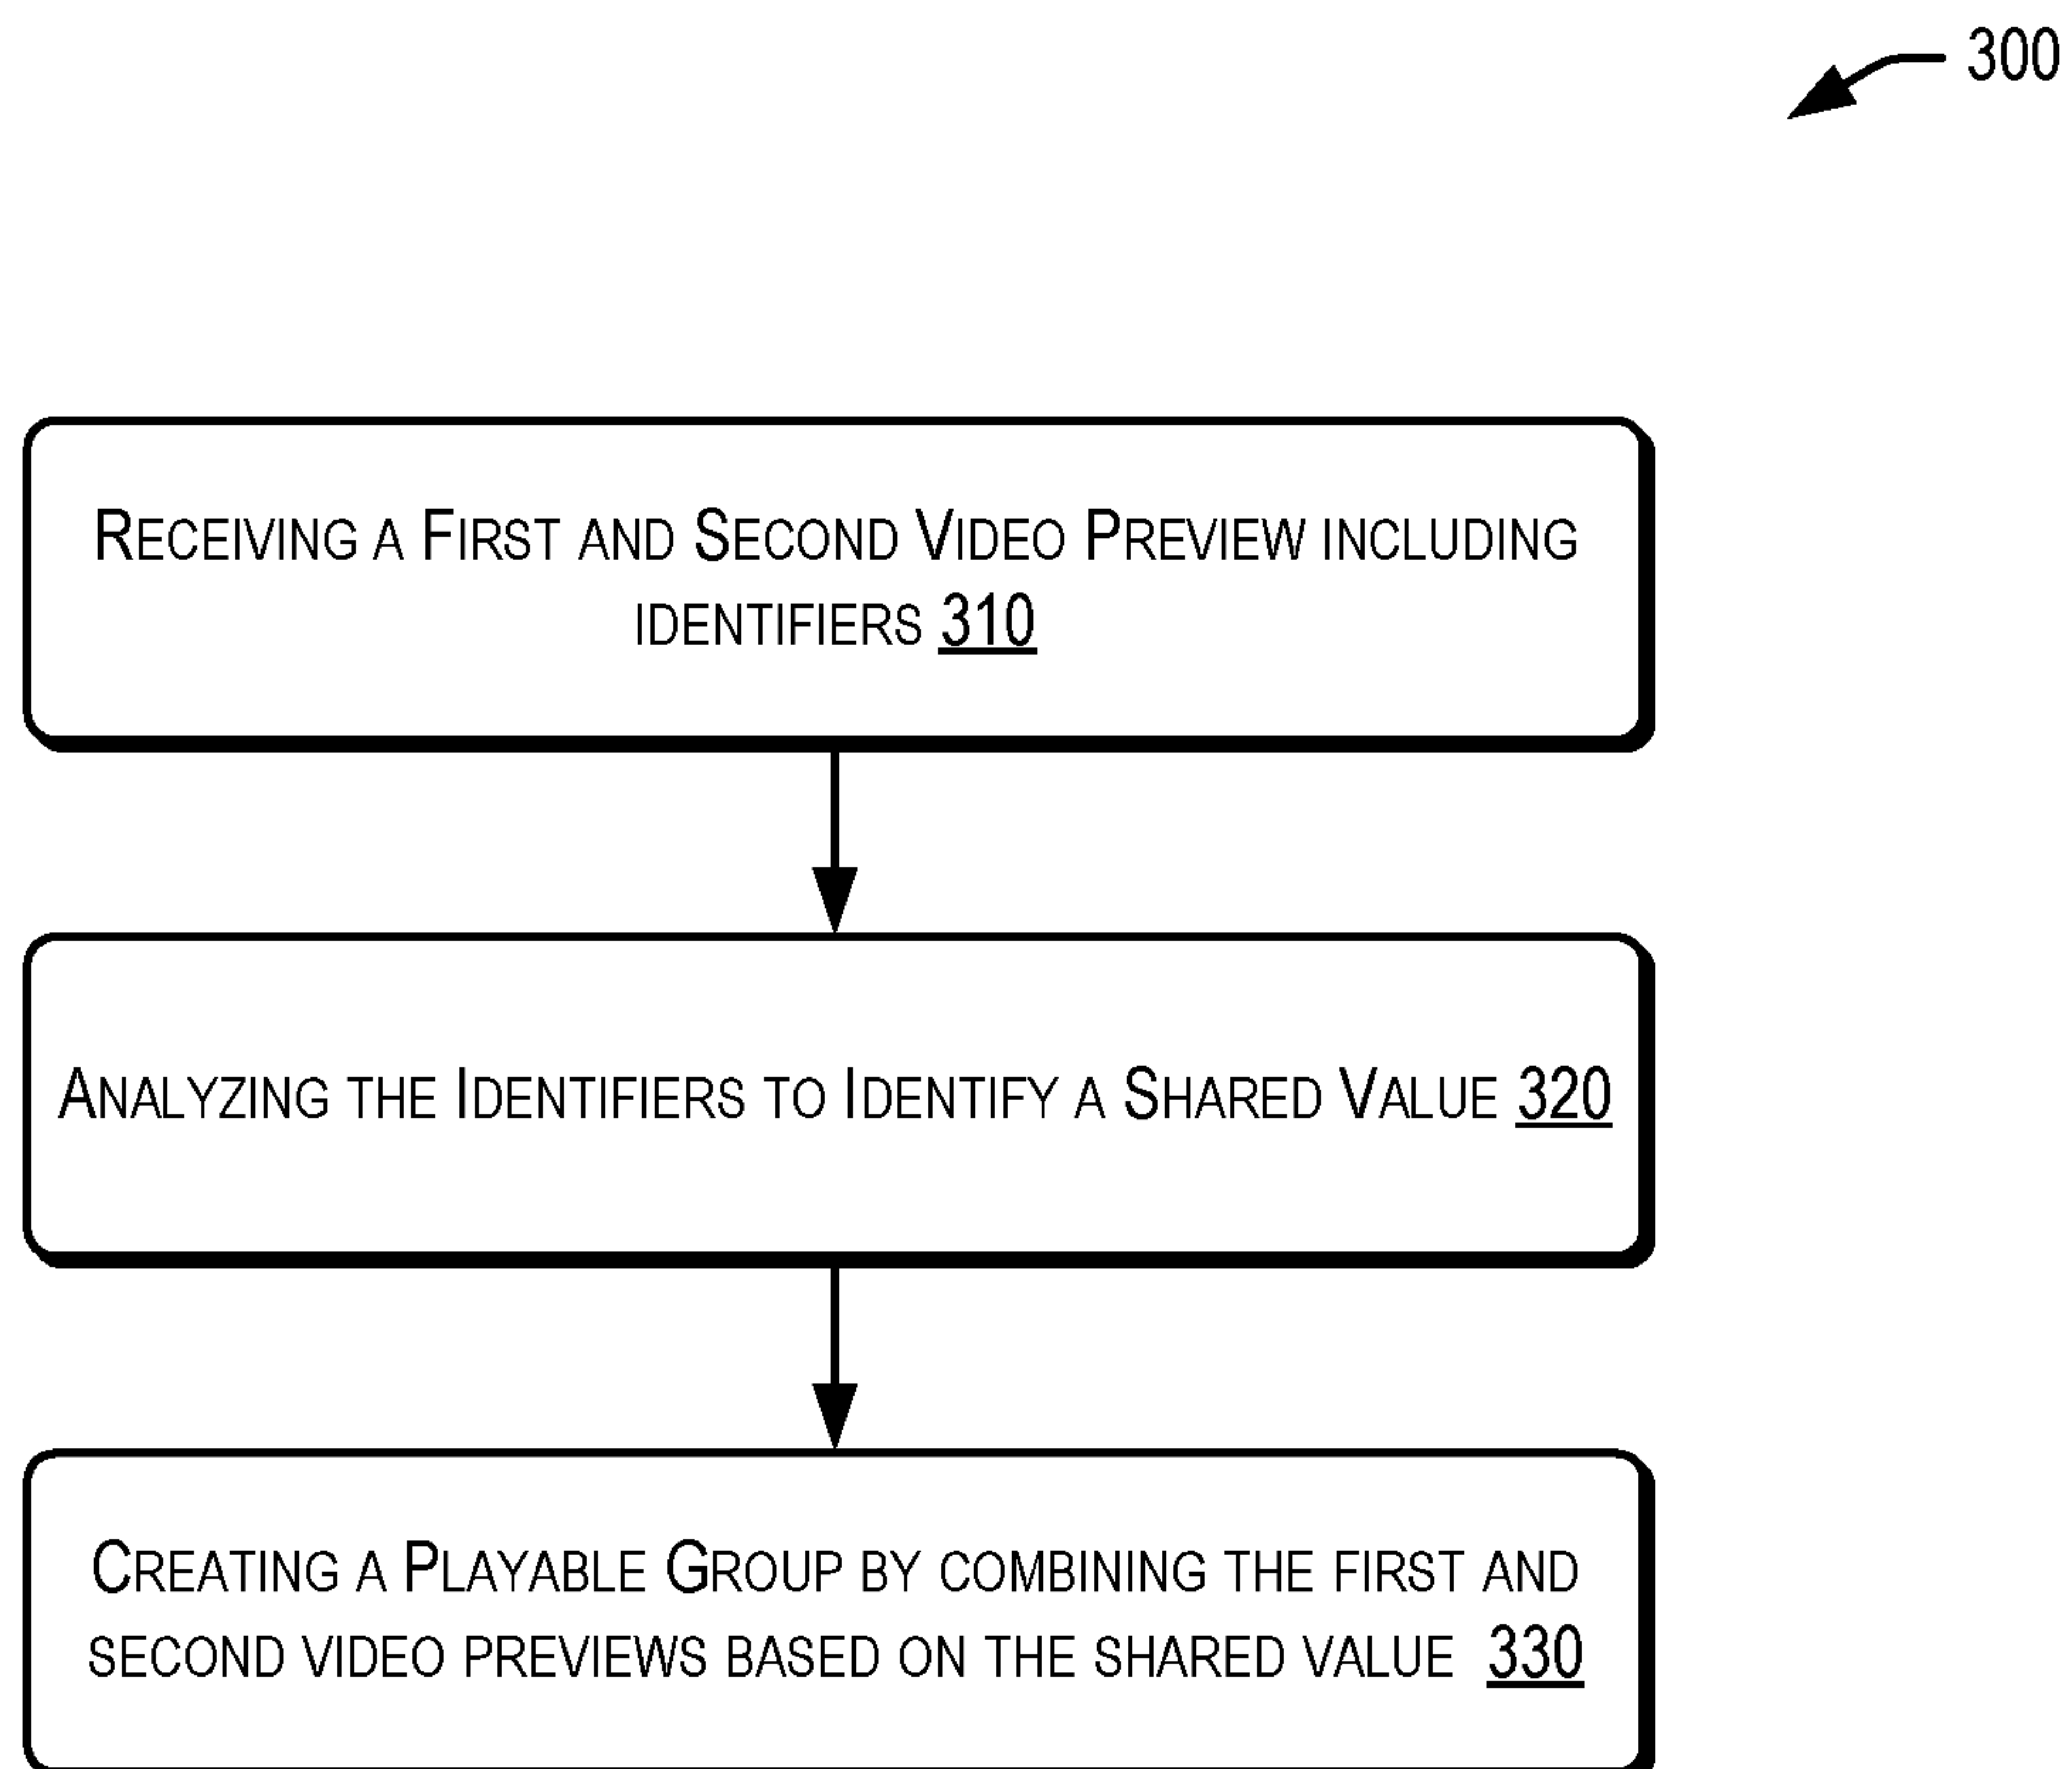 300
Receiving a First and Second Video Preview including
identifiers 310
Analyzing the Identifiers to Identify a Shared Value 320
Creating a Playable Group by combining the first and
second video previews based on the shared value 330